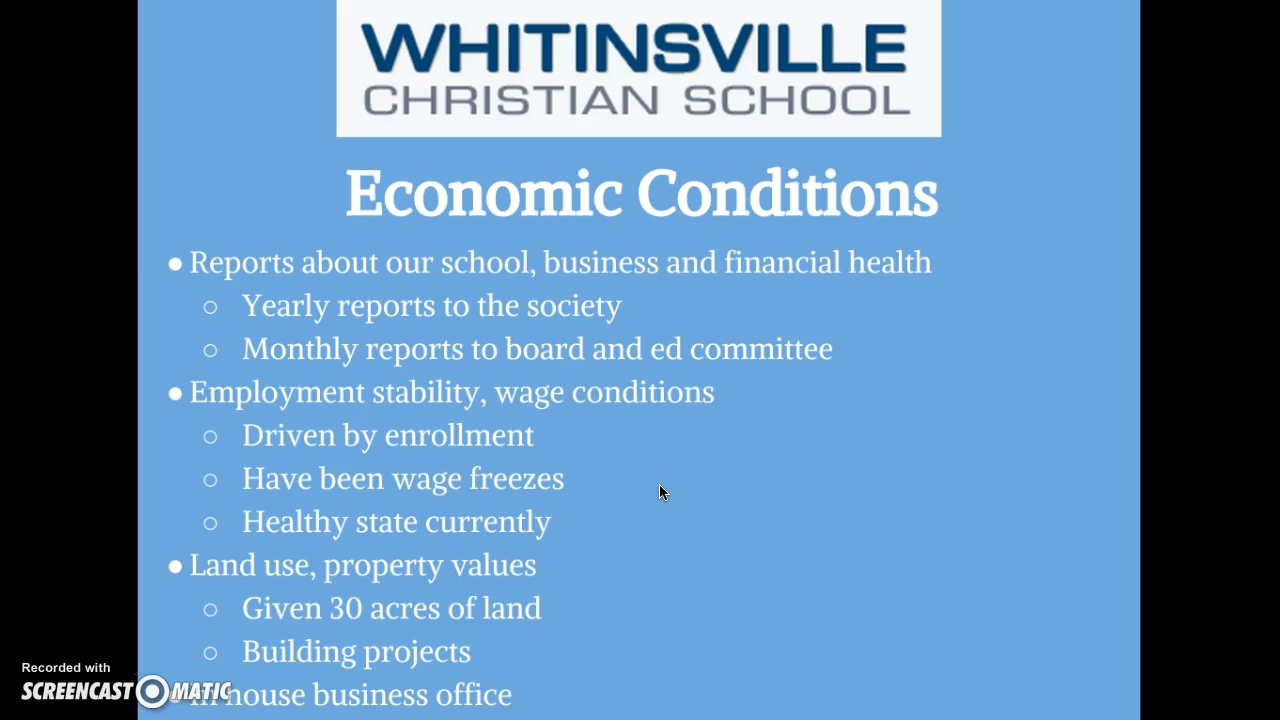 WHITINSVILLE
CHRISTIAN SCHOOL
Economic Conditions
● Reports about our school, business and financial health
○ Yearly reports to the society
○ Monthly reports to board and ed committee
● Employment stability, wage conditions
○ Driven by enrollment
○ Have been wage freezes
○ Healthy state currently
● Land use, property values
○ Given 30 acres of land
○ Building projects
house business office
Recorded with
SCREENCAST-O-MATIC